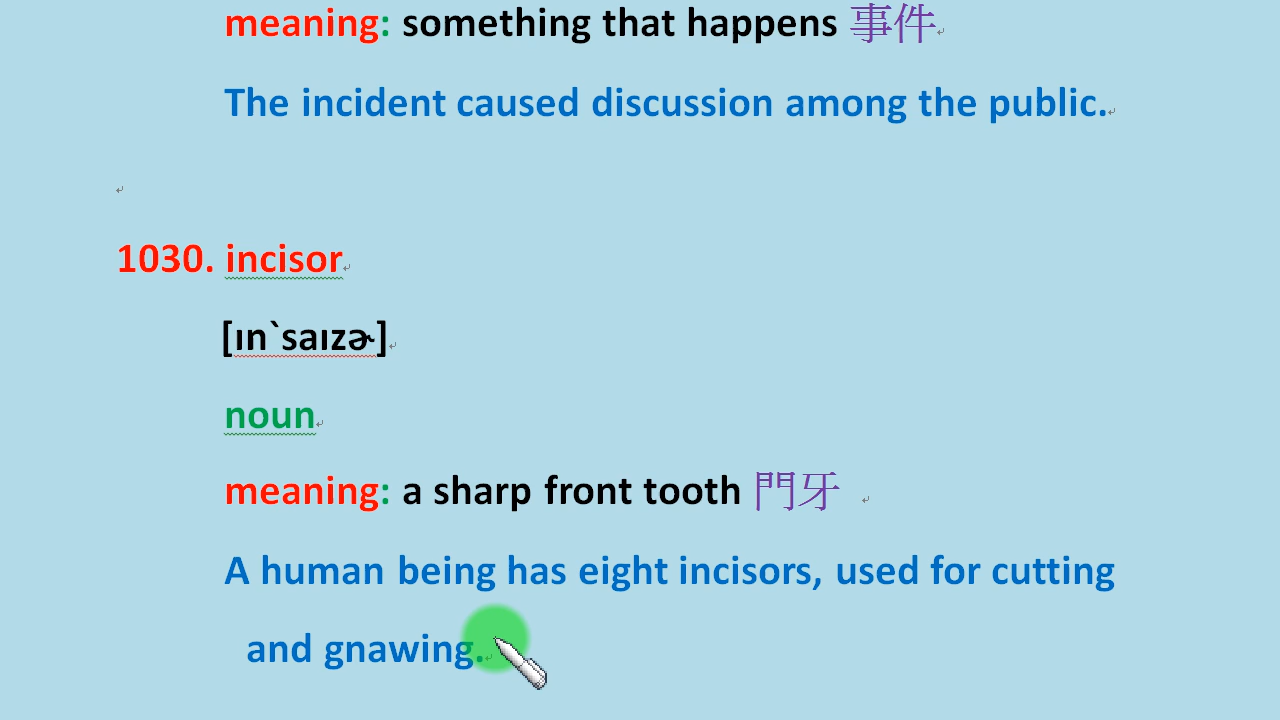 meaning: something that happens 事件
The incident caused discussion among the public.
1030. incisor
[ɪn`saɪzɚ]
noun
meaning: a sharp front tooth 門牙
A human being has eight incisors, used for cutting
and gnawing.